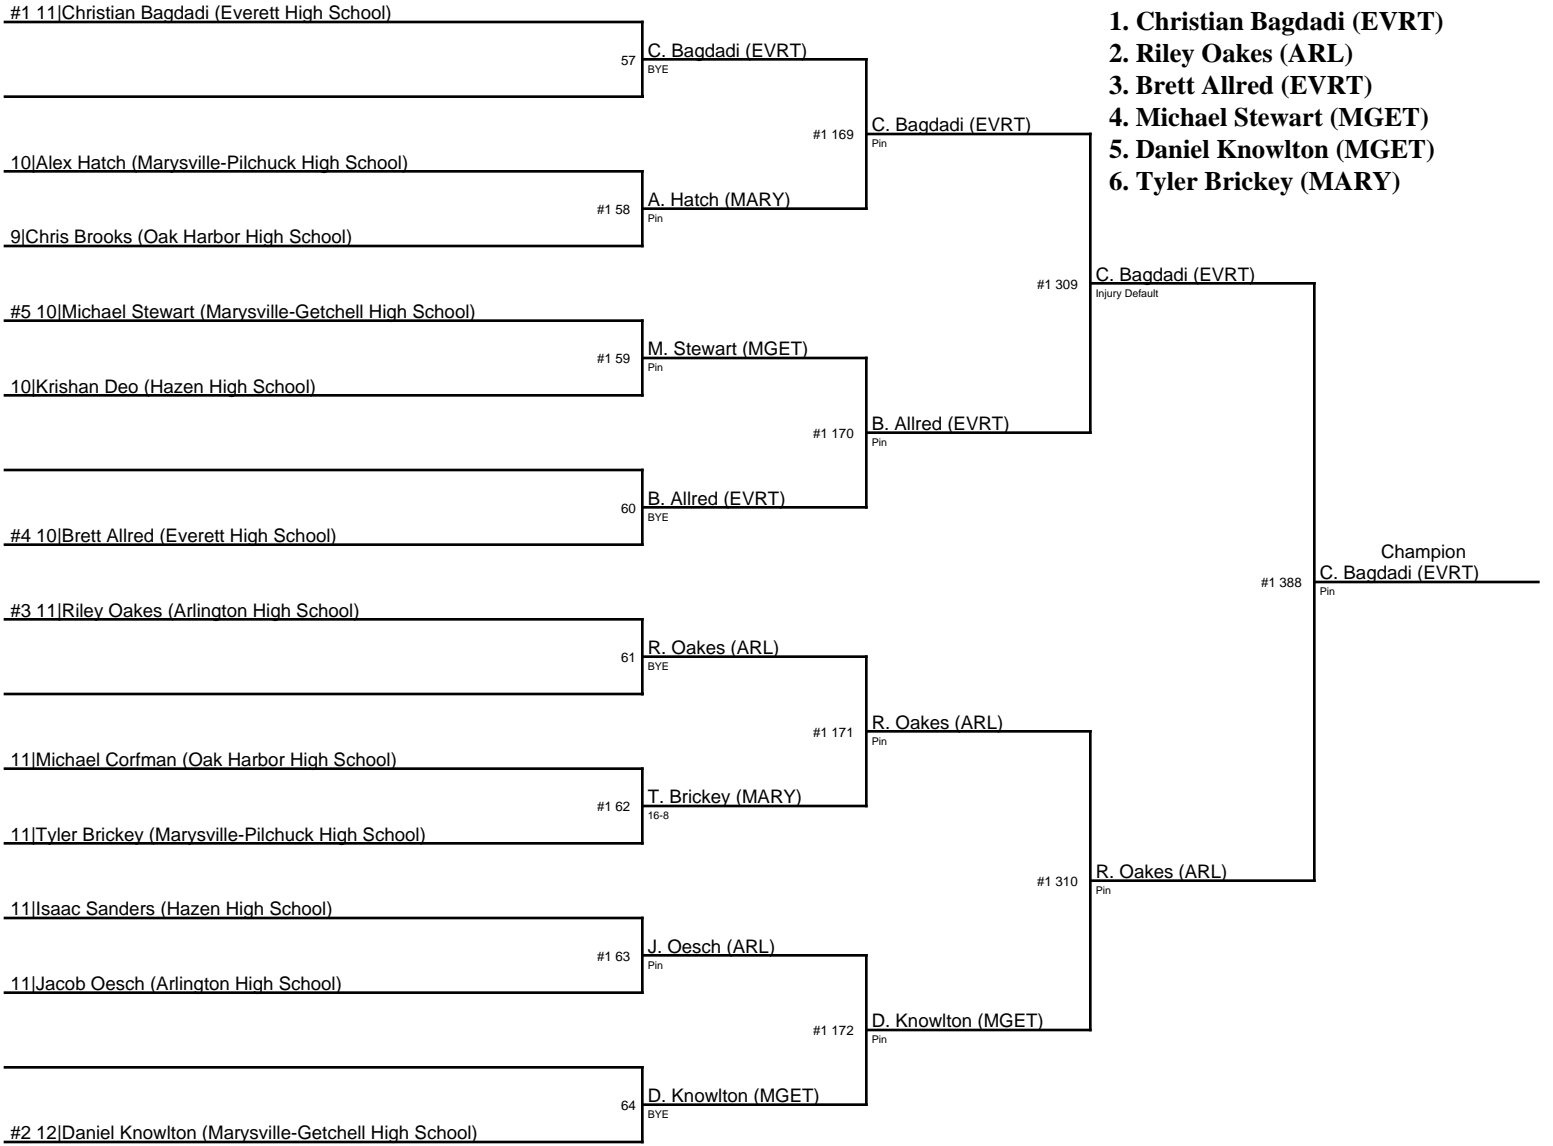 #1 11|Christian Bagdadi (Everett High School)
1. Christian Bagdadi (EVRT)
2. Riley Oakes (ARL)
3. Brett Allred (EVRT)
4. Michael Stewart (MGET)
5. Daniel Knowlton (MGET)
6. Tyler Brickey (MARY)
57
C. Bagdadi (EVRT)
BYE
#1 169
C. Bagdadi (EVRT)
Pin
10|Alex Hatch (Marysville-Pilchuck High School)
#1 58
A. Hatch (MARY)
Pin
9|Chris Brooks (Oak Harbor High School)
#1 309
C. Bagdadi (EVRT)
Injury Default
#5 10|Michael Stewart (Marysville-Getchell High School)
#1 59
M. Stewart (MGET)
Pin
10|Krishan Deo (Hazen High School)
#1 170
B. Allred (EVRT)
Pin
60
B. Allred (EVRT)
BYE
#4 10|Brett Allred (Everett High School)
Champion
#1 388
C. Bagdadi (EVRT)
Pin
#3 11|Riley Oakes (Arlington High School)
61
R. Oakes (ARL)
BYE
#1 171
R. Oakes (ARL)
Pin
11|Michael Corfman (Oak Harbor High School)
#1 62
T. Brickey (MARY)
16-8
11|Tyler Brickey (Marysville-Pilchuck High School)
#1 310
R. Oakes (ARL)
Pin
11|Isaac Sanders (Hazen High School)
#1 63
J. Oesch (ARL)
Pin
11|Jacob Oesch (Arlington High School)
#1 172
D. Knowlton (MGET)
Pin
64
D. Knowlton (MGET)
BYE
#2 12|Daniel Knowlton (Marysville-Getchell High School)